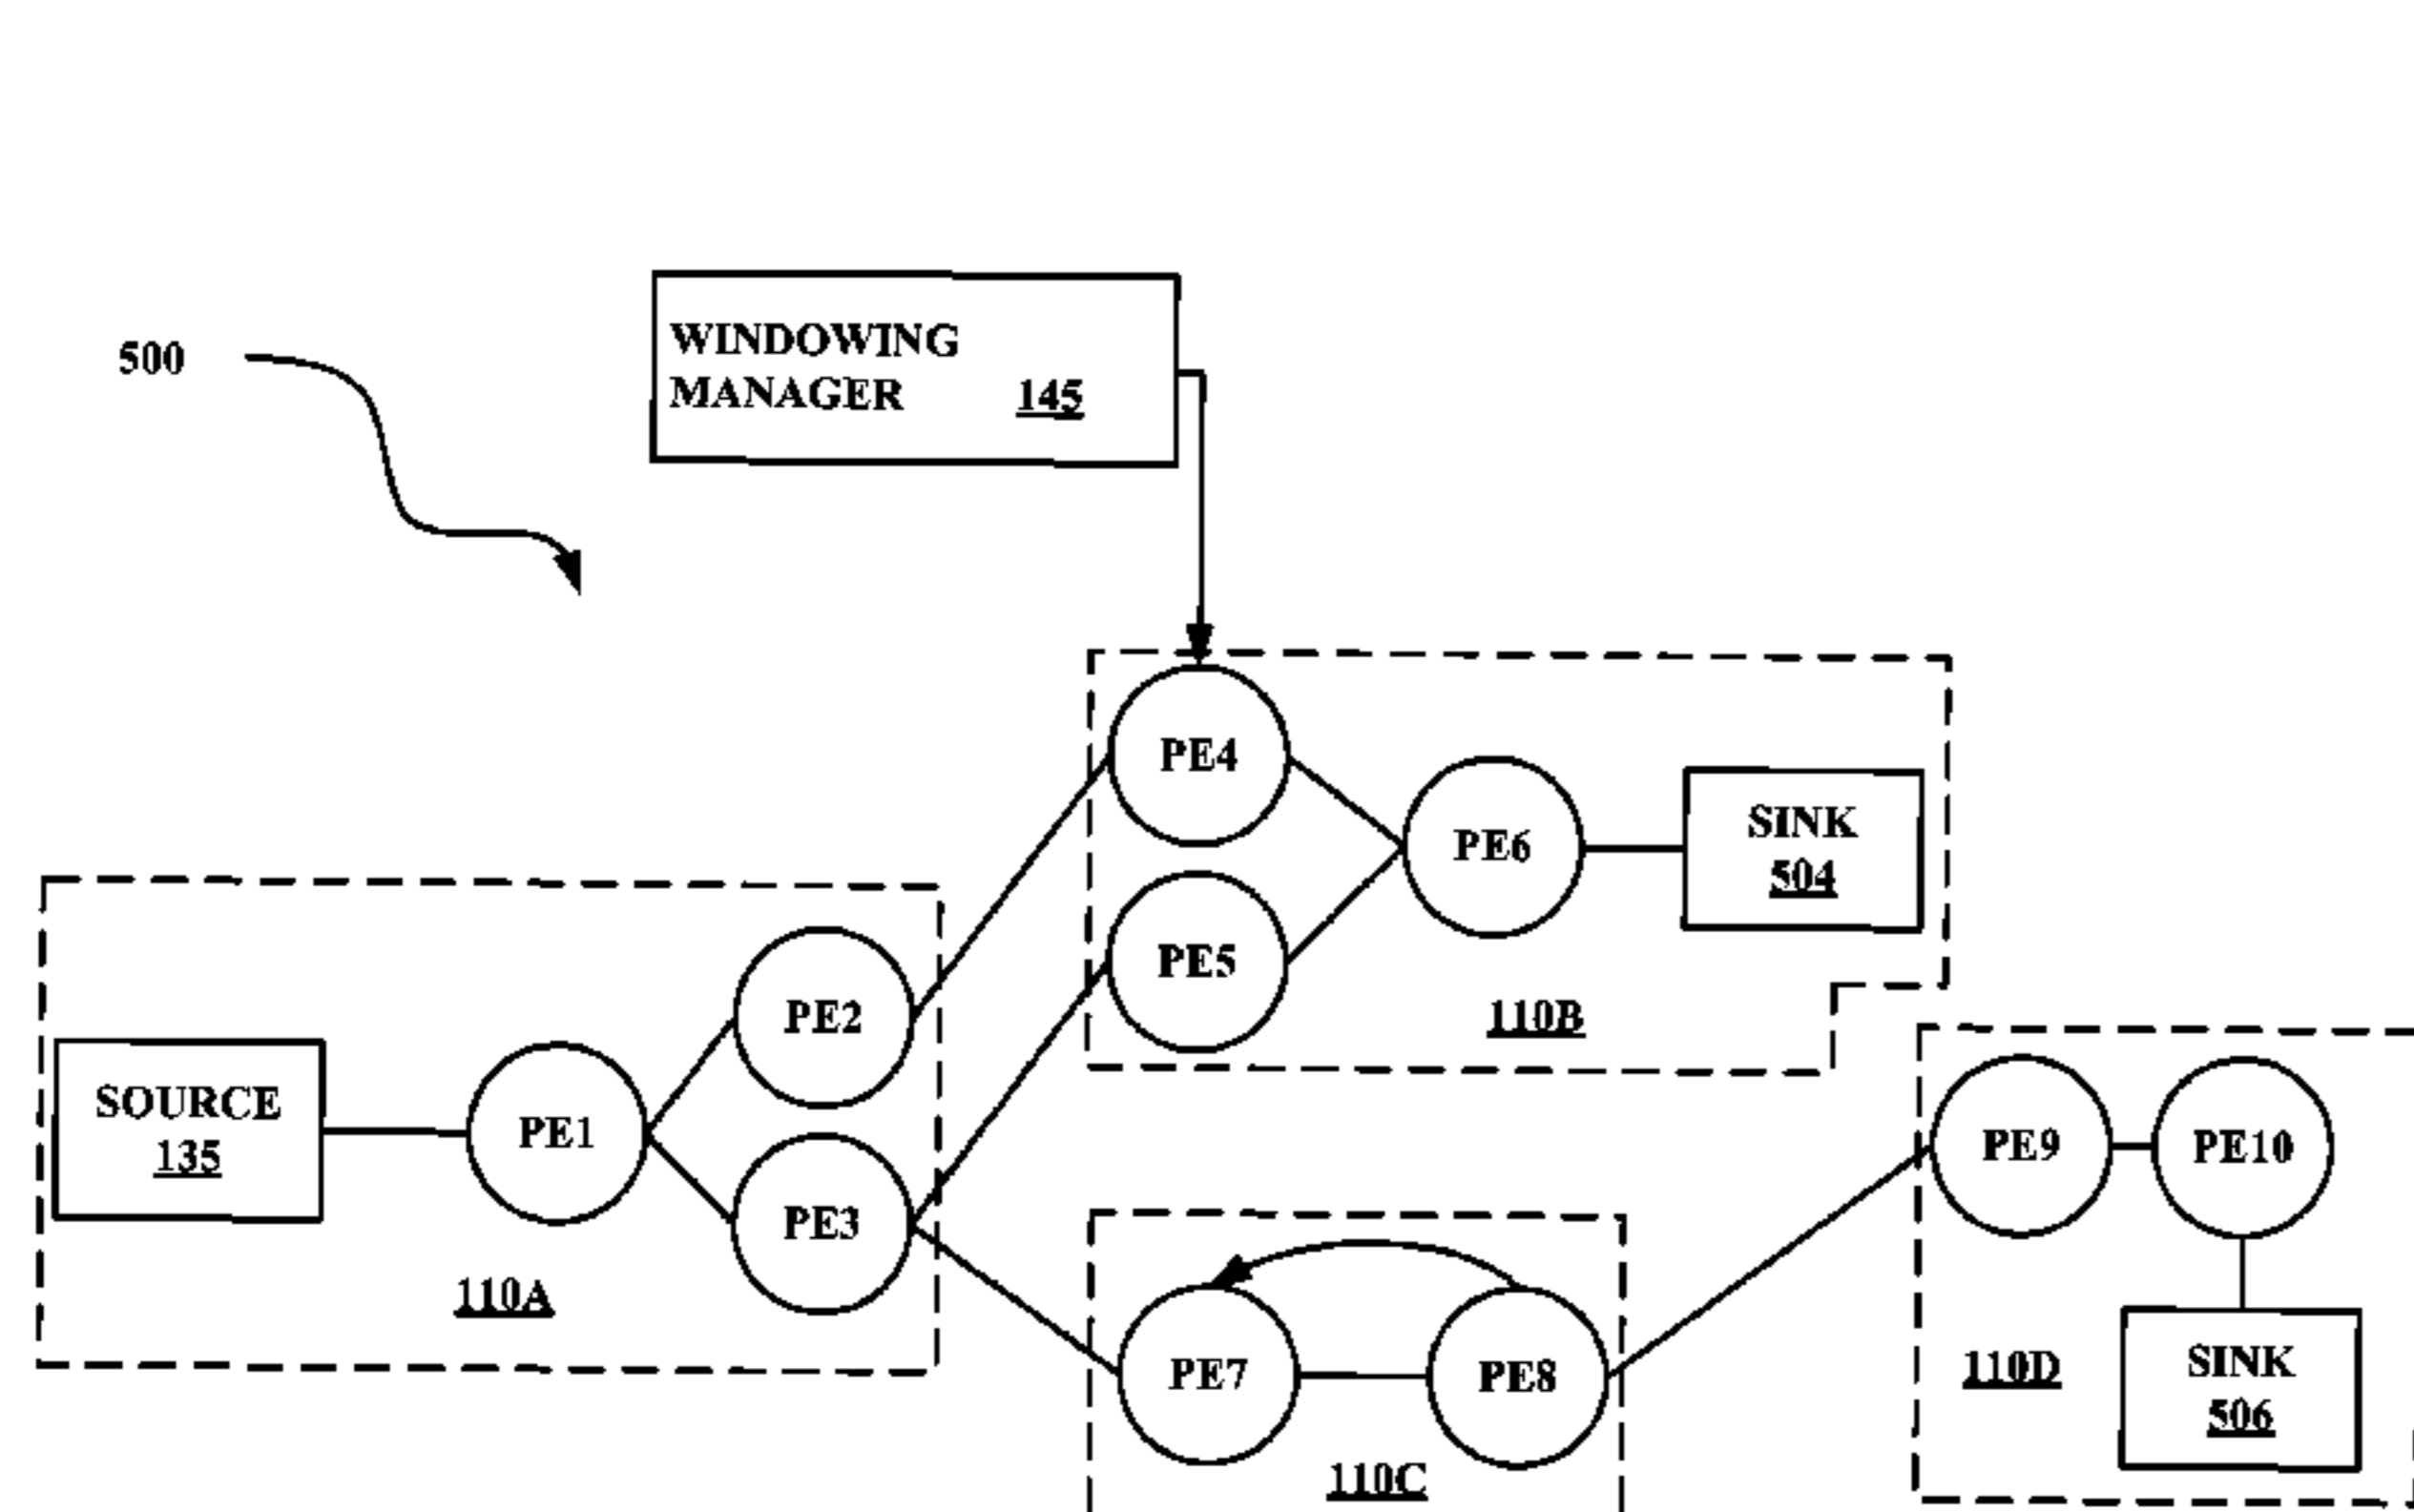 WINDOWING
MANAGER 145
500
PE4
PE6
SINK
504
PE5
110B
PE2
SOURCE
135
PE1
PE3
110A
PE9
PE10
110D
SINK
506
PE7
PE8
110C